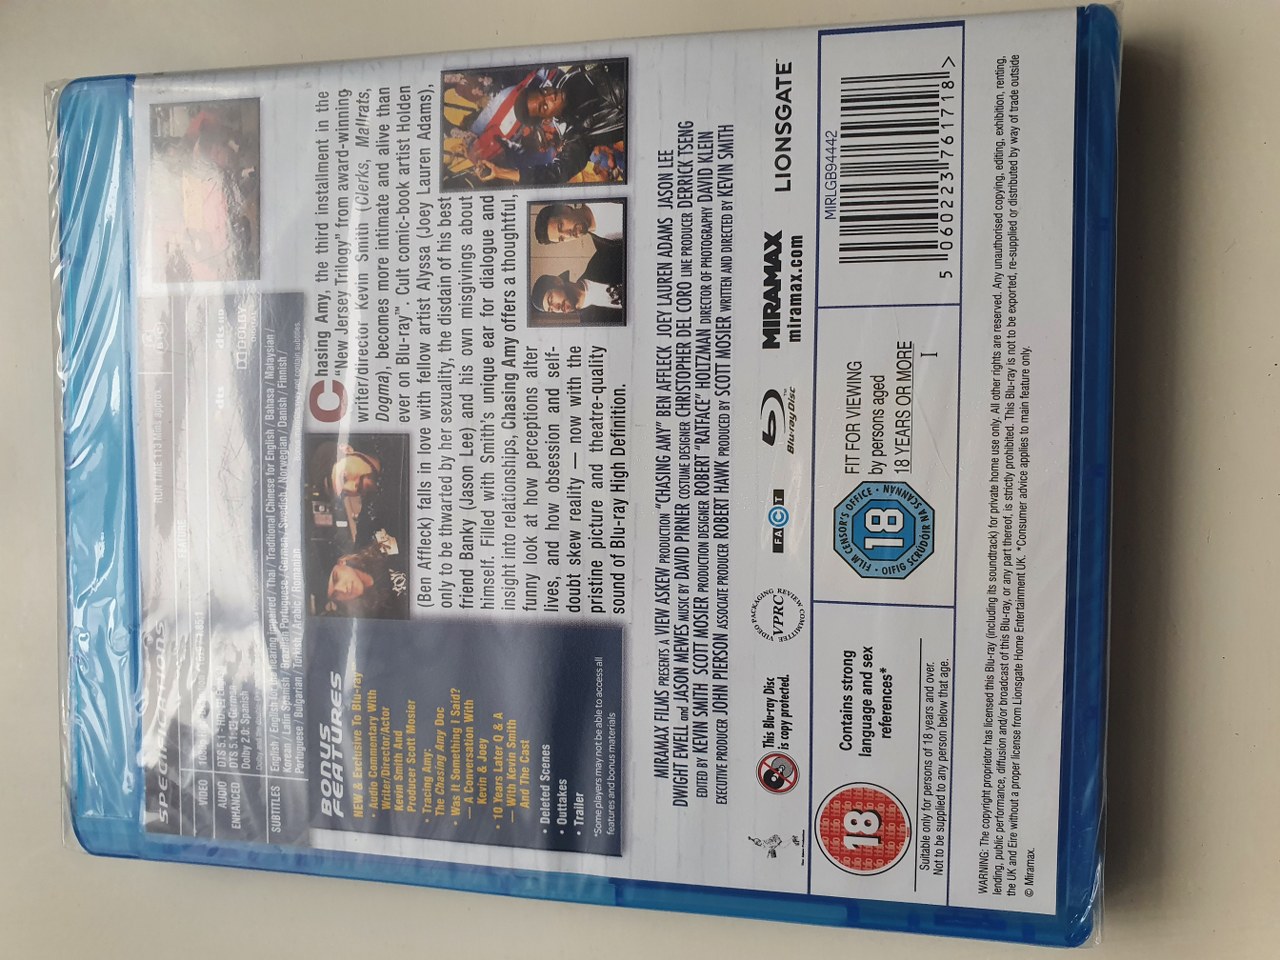 Chasing Amy, the third installment in the
"New Jersey Trilogy" from award-winning
writer/director Kevin Smith (Clerks, Mallrats,
Dogma), becomes more intimate and alive than
ever on Blu-ray™. Cult comic-book artist Holden
(Ben Affleck) falls in love with fellow artist Alyssa (Joey Lauren Adams),
only to be thwarted by her sexuality, the disdain of his best
friend Banky (Jason Lee) and his own misgivings about
himself. Filled with Smith's unique ear for dialogue and
insight into relationships, Chasing Amy offers a thoughtful,
funny look at how perceptions alter
lives, and how obsession and self-
doubt skew reality — now with the
pristine picture and theatre-quality
sound of Blu-ray High Definition.
SPECIFICATIONS
RUN TIME 113 Mins approx
VIDEO
AUDIO
ENHANCED
DTS 5.1 German
Dolby 2.0: Spanish
SUBTITLES English / English for the hearing impaired / Thai / Traditional Chinese for English / Bahasa / Malaysian /
Korean / Latin Spanish / Brazilian Portuguese / German / Swedish / Norwegian / Danish / Finnish /
Portuguese / Bulgarian / Turkish / Arabic / Romanian
BONUS
FEATURES
NEW & Exclusive To Blu-ray™
• Audio Commentary With
Writer/Director/Actor
Kevin Smith And
Producer Scott Mosier
• Tracing Amy:
The Chasing Amy Doc
• Was It Something I Said?
— A Conversation With
Kevin & Joey
• 10 Years Later Q & A
— With Kevin Smith
And The Cast
• Deleted Scenes
• Outtakes
• Trailer
*Some players may not be able to access all
features and bonus materials
MIRAMAX FILMS PRESENTS A VIEW ASKEW PRODUCTION "CHASING AMY" BEN AFFLECK JOEY LAUREN ADAMS JASON LEE
DWIGHT EWELL and JASON MEWES MUSIC BY DAVID PIRNER COSTUME DESIGNER CHRISTOPHER DEL CORO LINE PRODUCER DERRICK TSENG
EDITED BY KEVIN SMITH SCOTT MOSIER PRODUCTION DESIGNER ROBERT "RATFACE" HOLTZMAN DIRECTOR OF PHOTOGRAPHY DAVID KLEIN
EXECUTIVE PRODUCER JOHN PIERSON ASSOCIATE PRODUCER ROBERT HAWK PRODUCED BY SCOTT MOSIER WRITTEN AND DIRECTED BY KEVIN SMITH
This Blu-ray Disc
is copy protected.
VIDEO PACKAGING REVIEW COMMITTEE
VPRC
FACT
Blu-ray Disc
MIRAMAX
miramax.com
LIONSGATE
18
Contains strong
language and sex
references*
Suitable only for persons of 18 years and over.
Not to be supplied to any person below that age.
FILM CENSOR'S OFFICE • OIFIG SCRÚDÓIR NA SCANNÁN
18
FIT FOR VIEWING
by persons aged
18 YEARS OR MORE
MIRLGB94442
5 060223 761718 >
WARNING: The copyright proprietor has licensed this Blu-ray (including its soundtrack) for private home use only. All other rights are reserved. Any unauthorised copying, editing, exhibition, renting,
lending, public performance, diffusion and/or broadcast of this Blu-ray, or any part thereof, is strictly prohibited. This Blu-ray is not to be exported, re-supplied or distributed by way of trade outside
the UK and Eire without a proper license from Lionsgate Home Entertainment UK. *Consumer advice applies to main feature only.
© Miramax.